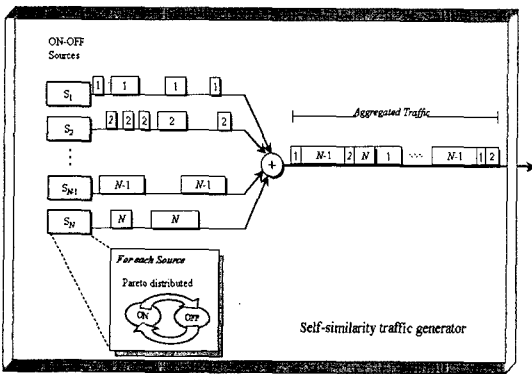 ON-OFF
Sources
S1 1 1 1 1
S2 2 2 2 2 2
SN-1 N-1 N-1
SN N N
+
Aggregated Traffic
1 N-1 2 N 1 N-1 1 2
For each Source
Pareto distributed
ON OFF
Self-similarity traffic generator